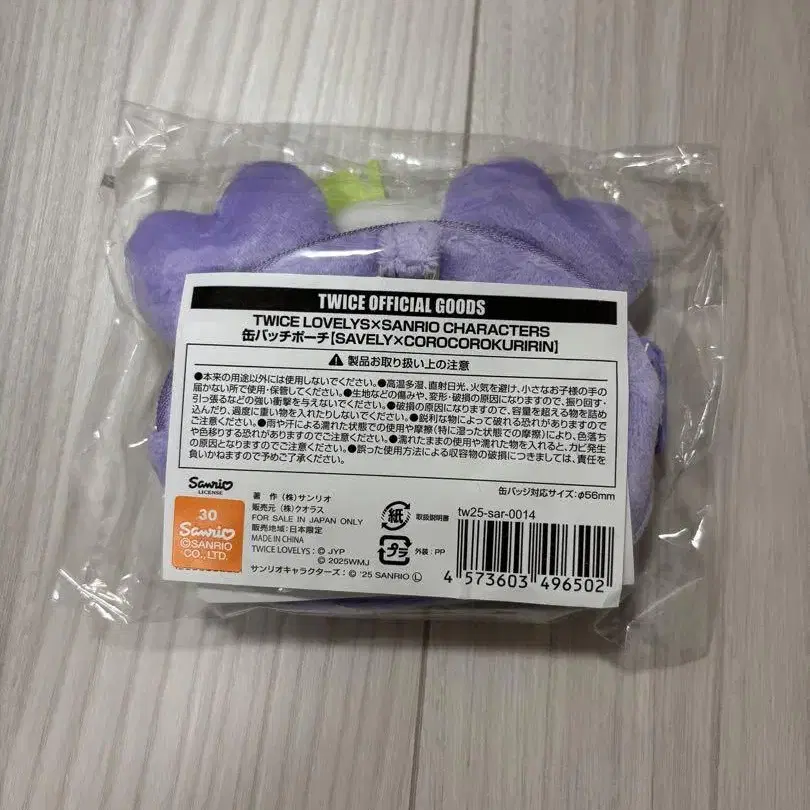 TWICE OFFICIAL GOODS
TWICE LOVELYS×SANRIO CHARACTERS
缶バッチポーチ【SAVELY×COROCOROKURIRIN】
製品お取り扱い上の注意
●本来の用途以外には使用しないでください。●高温多湿、直射日光、火気を避け、小さなお子様の手の
届かない所で使用・保管してください。●生地などの傷みや、変形・破損の原因になりますので、振り回す・
引っ張るなどの強い衝撃を与えないでください。●破損の原因になりますので、容量を超える物を詰め
込んだり、過度に重い物を入れたりしないでください。●鋭利な物によって破れる恐れがありますので
ご注意ください。●雨や汗による濡れた状態での使用や摩擦(特に湿った状態での摩擦)により、色落ち
や色移りする恐れがありますのでご注意ください。●濡れたままの使用や濡れた物を入れると、カビ発生
の原因となりますのでご注意ください。●誤った使用方法による収容物の破損につきましては、責任を
負いかねますので予めご了承ください。
缶バッジ対応サイズ:φ56mm
Sanrio
LICENSE
30
Sanrio
©SANRIO
CO., LTD.
著 作 (株)サンリオ
販売元 (株)クオラス
FOR SALE IN JAPAN ONLY
販売地域:日本限定
MADE IN CHINA
TWICE LOVELYS:© JYP
© 2025WMJ
サンリオキャラクターズ:© '25 SANRIO Ⓛ
紙
取扱説明書
プラ
外装:PP
tw25-sar-0014
4 573603 496502